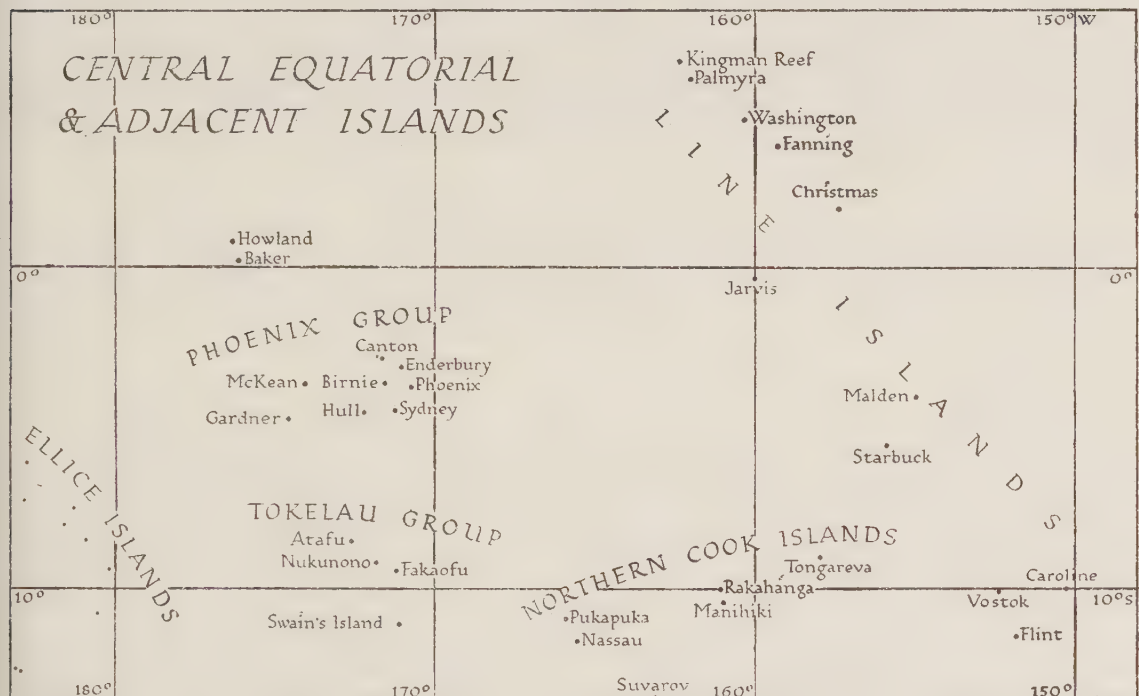 180° 170° 160° 150° W
CENTRAL EQUATORIAL
& ADJACENT ISLANDS
Kingman Reef
Palmyra
Washington
Fanning
Christmas
LINE ISLANDS
Howland
Baker
0° 0°
Jarvis
PHOENIX GROUP
Canton
Enderbury
McKean Birnie Phoenix
Gardner Hull Sydney
Malden
Starbuck
ELLICE ISLANDS
TOKELAU GROUP
Atafu
Nukunono Fakaofu
NORTHERN COOK ISLANDS
Tongareva
Rakahanga
Manihiki
Caroline
Vostok
10° 10° S
Swain's Island
Pukapuka
Nassau
Flint
Suvarov
180° 170° 160° 150°